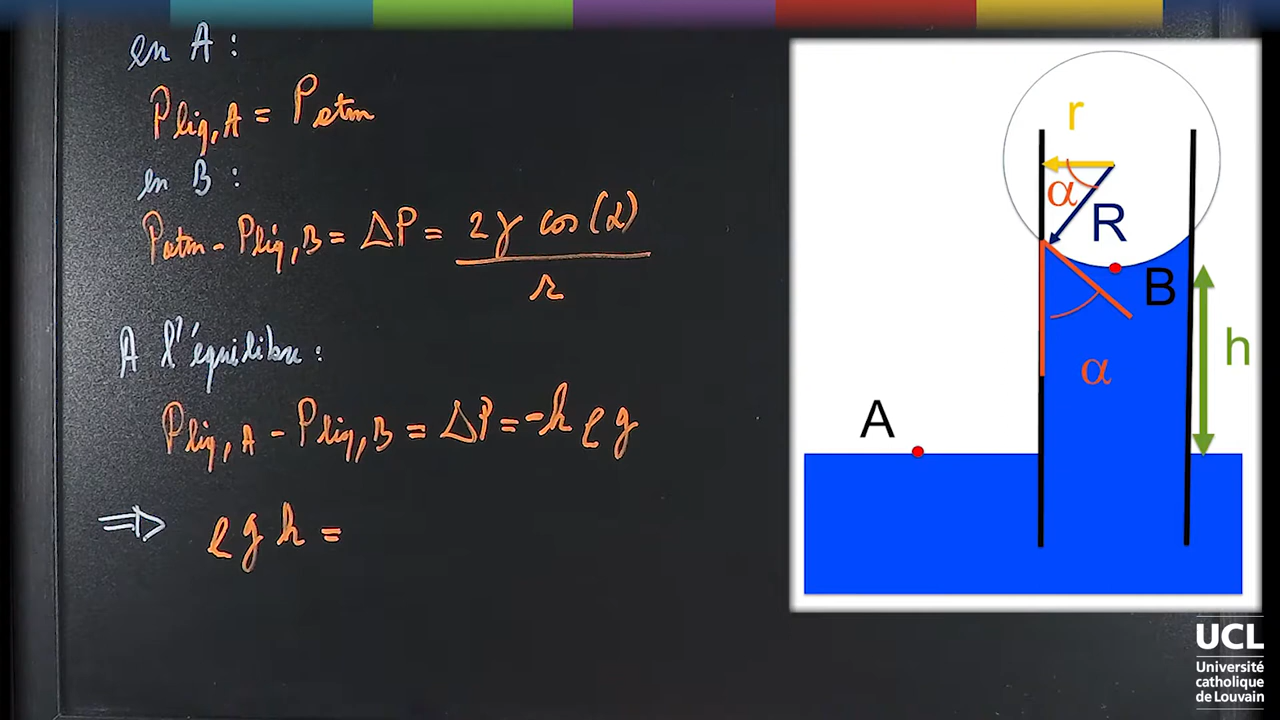 en A :
Pliq,A = Patm
en B :
Patm - Pliq,B = ΔP = 2γ cos(α) / r
A l'équilibre :
Pliq,A - Pliq,B = ΔP = -h ρ g
⇒ ρ g h =
r
α
R
B
h
α
A
UCL
Université
catholique
de Louvain